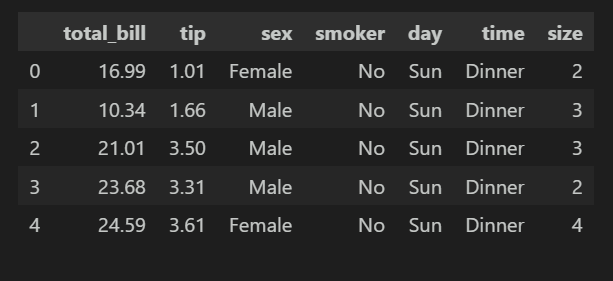 total_bill tip sex smoker day time size
0 16.99 1.01 Female No Sun Dinner 2
1 10.34 1.66 Male No Sun Dinner 3
2 21.01 3.50 Male No Sun Dinner 3
3 23.68 3.31 Male No Sun Dinner 2
4 24.59 3.61 Female No Sun Dinner 4